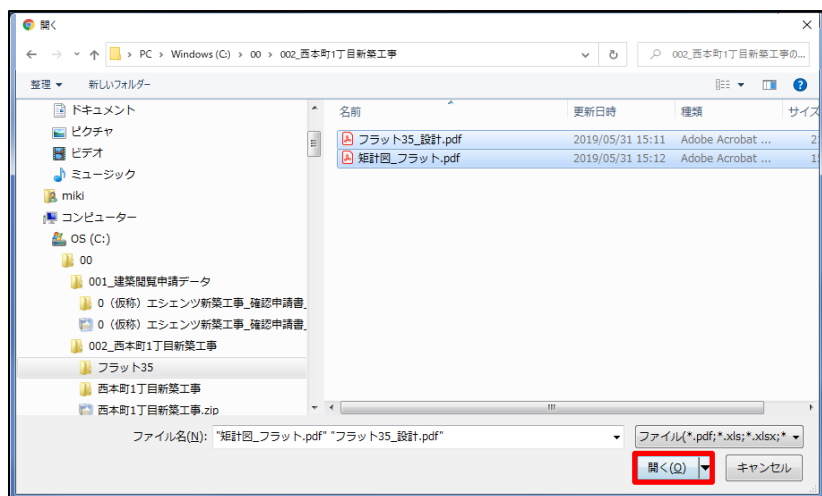 開く
PC › Windows (C:) › 00 › 002_西本町1丁目新築工事
002_西本町1丁目新築工事の...
整理 新しいフォルダー
ドキュメント
ピクチャ
ビデオ
ミュージック
miki
コンピューター
OS (C:)
00
001_建築閲覧申請データ
0（仮称）エシェンツ新築工事_確認申請書_
0（仮称）エシェンツ新築工事_確認申請書_
002_西本町1丁目新築工事
フラット35
西本町1丁目新築工事
西本町1丁目新築工事.zip
名前 更新日時 種類 サイズ
フラット35_設計.pdf 2019/05/31 15:11 Adobe Acrobat ... 2
矩計図_フラット.pdf 2019/05/31 15:12 Adobe Acrobat ... 1
ファイル名(N): "矩計図_フラット.pdf" "フラット35_設計.pdf"
ファイル(*.pdf;*.xls;*.xlsx;*
開く(O) キャンセル